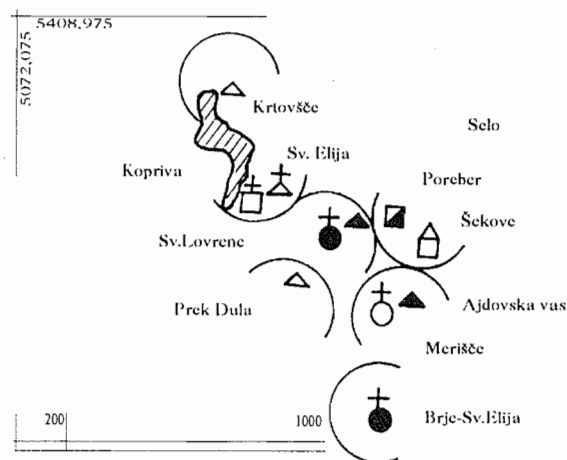 5408,975
5072,075
Krtovšče
Selo
Sv. Elija
Kopriva
Poreber
Šekove
Sv.Lovrenc
Prek Dula
Ajdovska vas
Merišče
200
1000
Brje-Sv.Elija